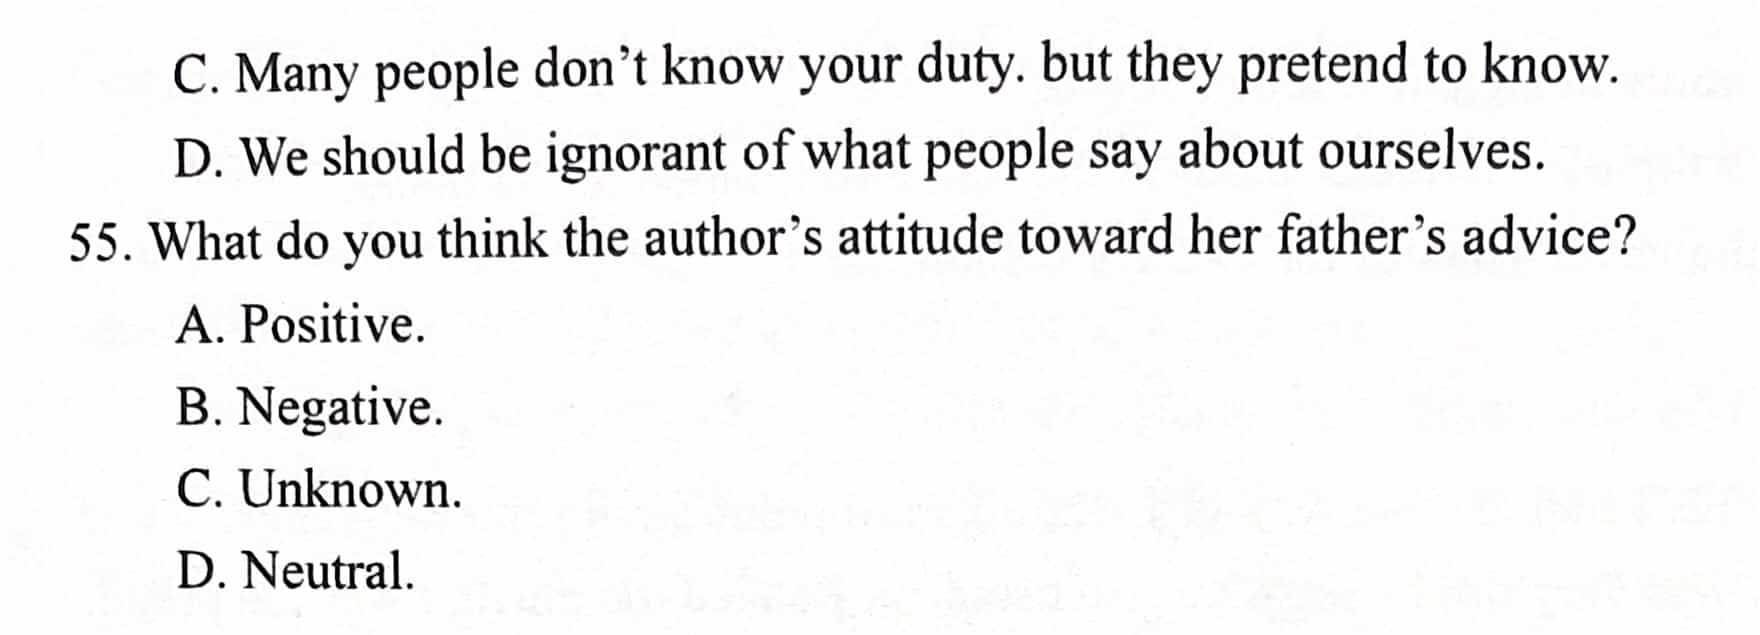 C. Many people don't know your duty. but they pretend to know.
D. We should be ignorant of what people say about ourselves.
55. What do you think the author's attitude toward her father's advice?
A. Positive.
B. Negative.
C. Unknown.
D. Neutral.